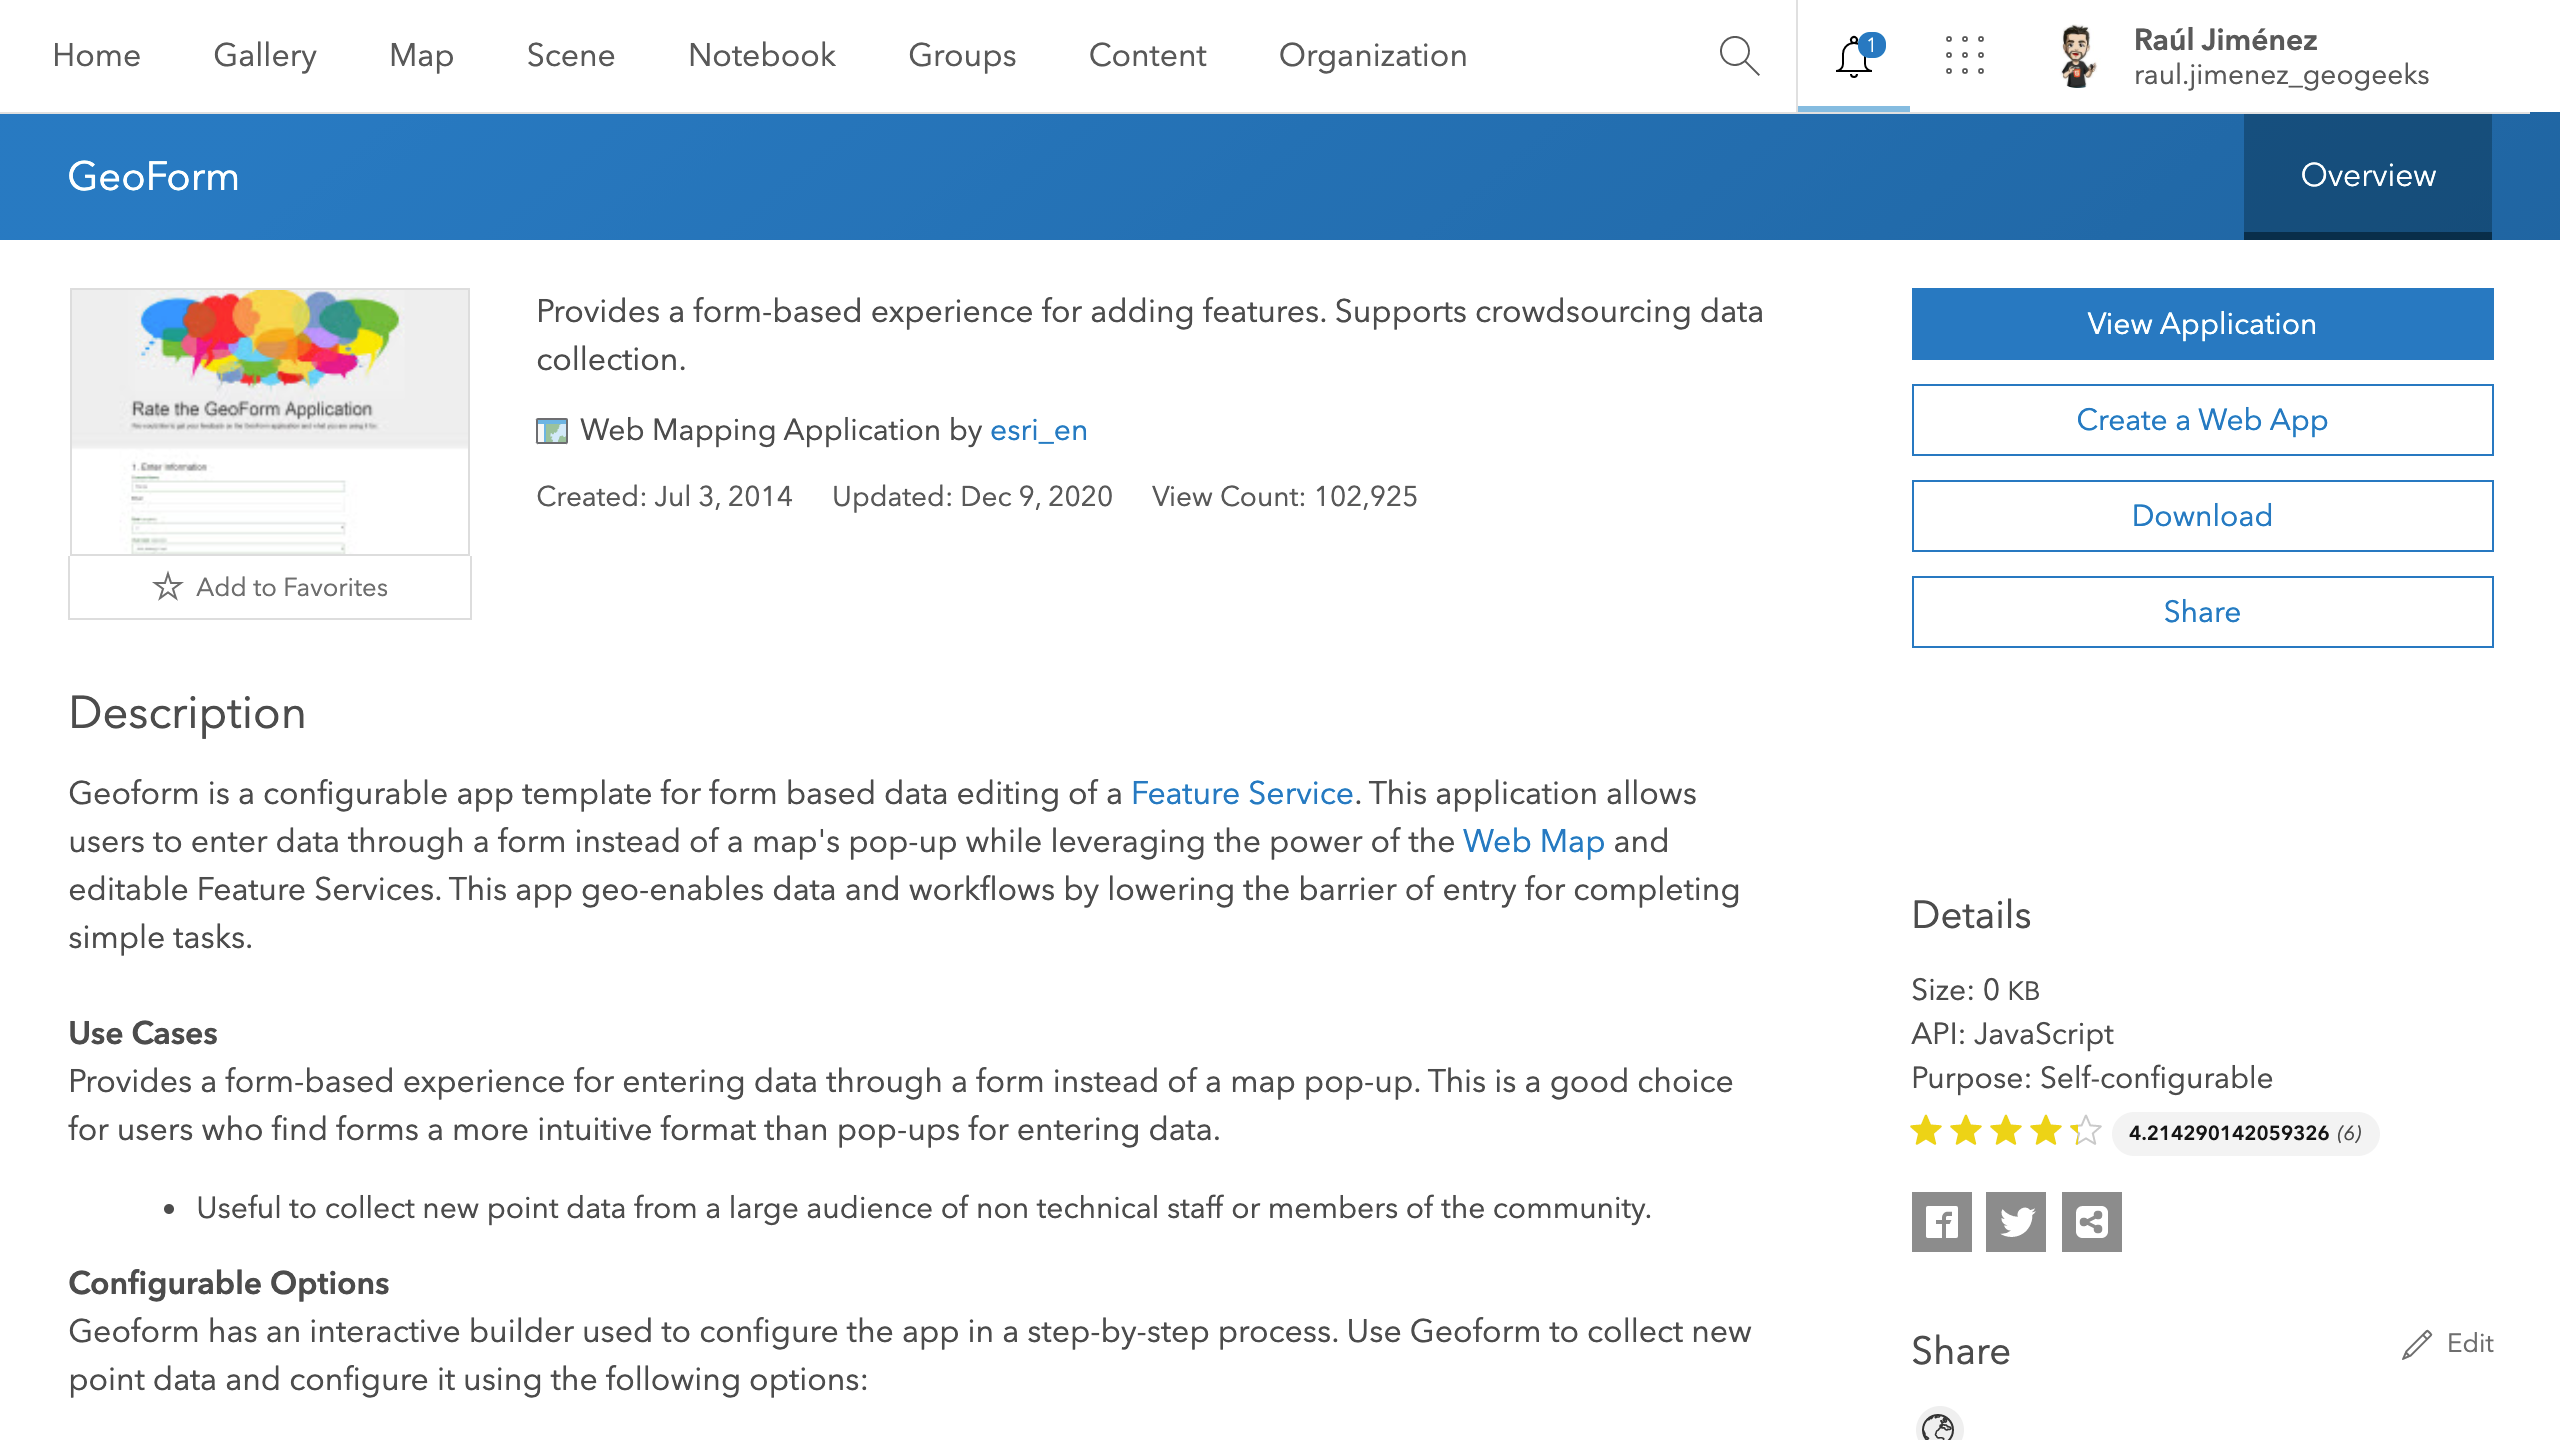 Home Gallery Map Scene Notebook Groups Content Organization 1 Raúl Jiménez
raul.jimenez_geogeeks
GeoForm Overview
Rate the GeoForm Application
1. Enter information
Add to Favorites
Provides a form-based experience for adding features. Supports crowdsourcing data
collection.
Web Mapping Application by esri_en
Created: Jul 3, 2014 Updated: Dec 9, 2020 View Count: 102,925
View Application
Create a Web App
Download
Share
Description
Geoform is a configurable app template for form based data editing of a Feature Service. This application allows
users to enter data through a form instead of a map's pop-up while leveraging the power of the Web Map and
editable Feature Services. This app geo-enables data and workflows by lowering the barrier of entry for completing
simple tasks.
Use Cases
Provides a form-based experience for entering data through a form instead of a map pop-up. This is a good choice
for users who find forms a more intuitive format than pop-ups for entering data.
• Useful to collect new point data from a large audience of non technical staff or members of the community.
Configurable Options
Geoform has an interactive builder used to configure the app in a step-by-step process. Use Geoform to collect new
point data and configure it using the following options:
Details
Size: 0 KB
API: JavaScript
Purpose: Self-configurable
4.214290142059326 (6)
Share Edit